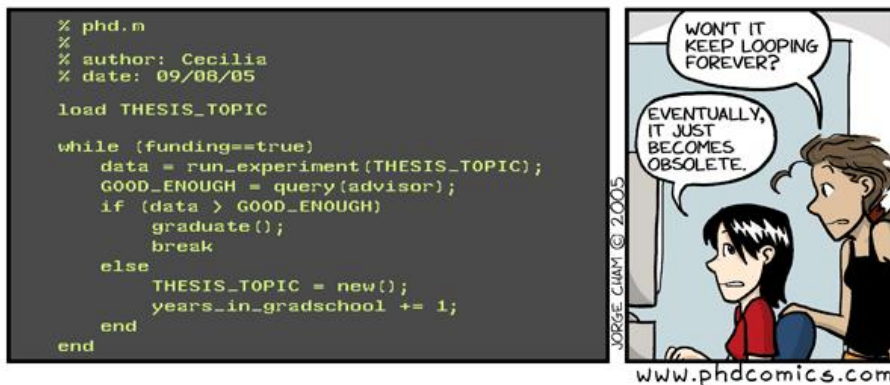 % phd.m
%
% author: Cecilia
% date: 09/08/05
load THESIS_TOPIC
while (funding==true)
data = run_experiment(THESIS_TOPIC);
GOOD_ENOUGH = query(advisor);
if (data > GOOD_ENOUGH)
graduate();
break
else
THESIS_TOPIC = new();
years_in_gradschool += 1;
end
end
WON'T IT
KEEP LOOPING
FOREVER?
EVENTUALLY,
IT JUST
BECOMES
OBSOLETE.
JORGE CHAM © 2005
www.phdcomics.com